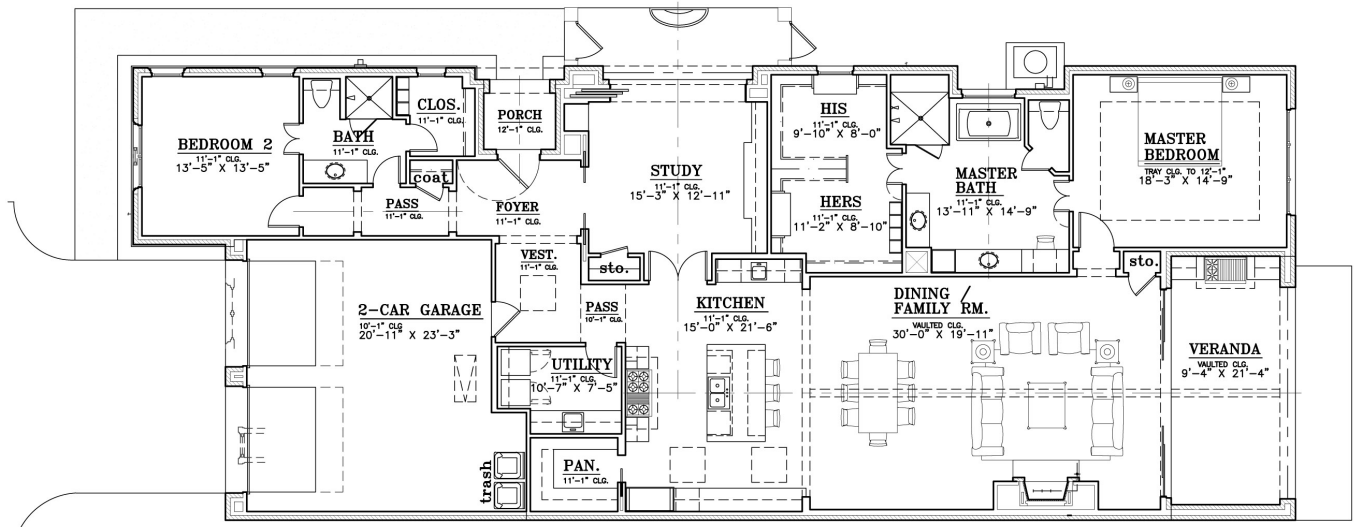 BEDROOM 2
11'-1" CLG.
13'-5" X 13'-5"
BATH
11'-1" CLG.
CLOS.
11'-1" CLG.
PORCH
12'-1" CLG.
coat
PASS
11'-1" CLG.
FOYER
11'-1" CLG.
STUDY
11'-1" CLG.
15'-3" X 12'-11"
HIS
11'-1" CLG.
9'-10" X 8'-0"
HERS
11'-1" CLG.
11'-2" X 8'-10"
MASTER
BATH
11'-1" CLG.
13'-11" X 14'-9"
MASTER
BEDROOM
TRAY CLG. TO 12'-1"
18'-3" X 14'-9"
VEST.
11'-1" CLG.
sto.
sto.
2-CAR GARAGE
10'-1" CLG
20'-11" X 23'-3"
PASS
10'-1" CLG.
KITCHEN
11'-1" CLG.
15'-0" X 21'-6"
DINING /
FAMILY RM.
VAULTED CLG.
30'-0" X 19'-11"
VERANDA
VAULTED CLG.
9'-4" X 21'-4"
UTILITY
11'-1" CLG.
10'-7" X 7'-5"
PAN.
11'-1" CLG.
trash